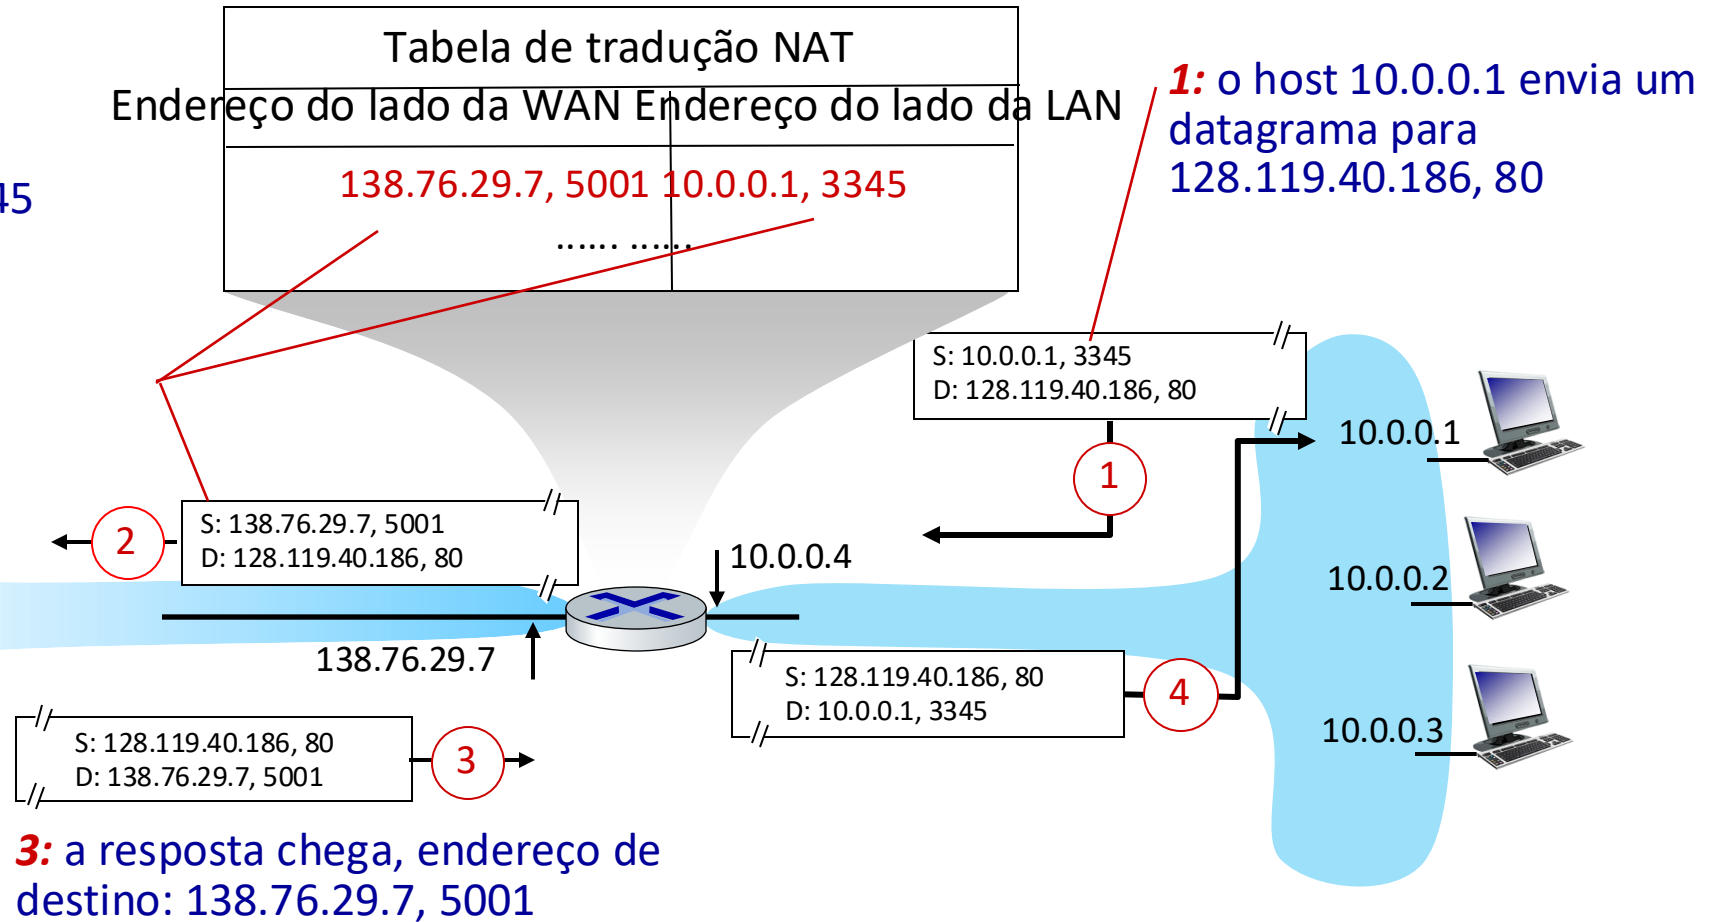 Tabela de tradução NAT
Endereço do lado da WAN Endereço do lado da LAN
138.76.29.7, 5001 10.0.0.1, 3345
...... ......
45
1: o host 10.0.0.1 envia um
datagrama para
128.119.40.186, 80
S: 10.0.0.1, 3345
D: 128.119.40.186, 80
1
10.0.0.1
2
S: 138.76.29.7, 5001
D: 128.119.40.186, 80
10.0.0.4
10.0.0.2
138.76.29.7
S: 128.119.40.186, 80
D: 10.0.0.1, 3345
4
10.0.0.3
S: 128.119.40.186, 80
D: 138.76.29.7, 5001
3
3: a resposta chega, endereço de
destino: 138.76.29.7, 5001